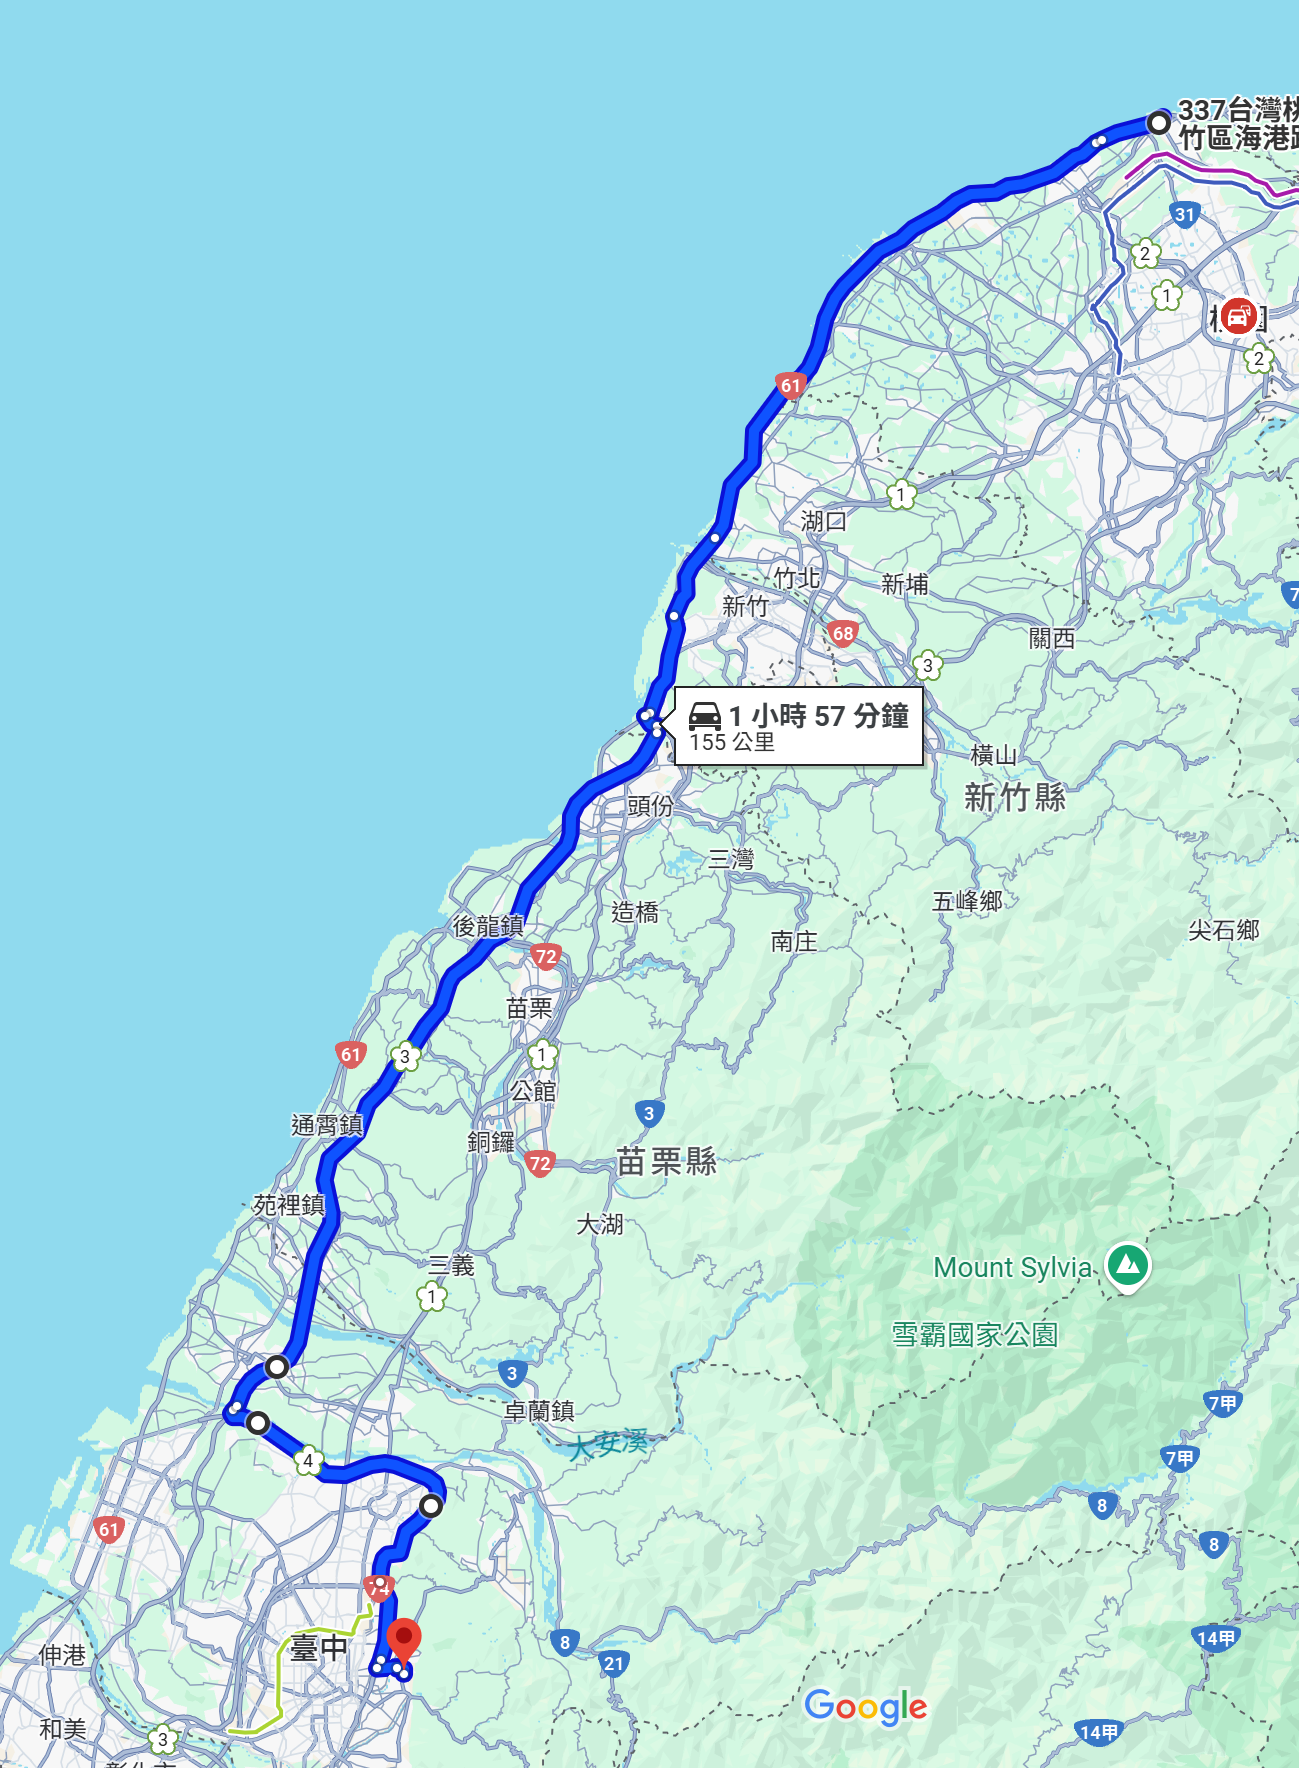 337台灣桃
竹區海港路
31
2
1
2
61
1
湖口
竹北
新埔
7
新竹
68
關西
3
1 小時 57 分鐘
155 公里
橫山
新竹縣
頭份
三灣
五峰鄉
造橋
後龍鎮
尖石鄉
南庄
72
苗栗
61
3
1
公館
3
通霄鎮
銅鑼
72
苗栗縣
苑裡鎮
大湖
三義
Mount Sylvia
1
雪霸國家公園
3
7甲
卓蘭鎮
大安溪
4
7甲
8
61
8
74
臺中
8
14甲
伸港
21
Google
和美
3
14甲
彰化市